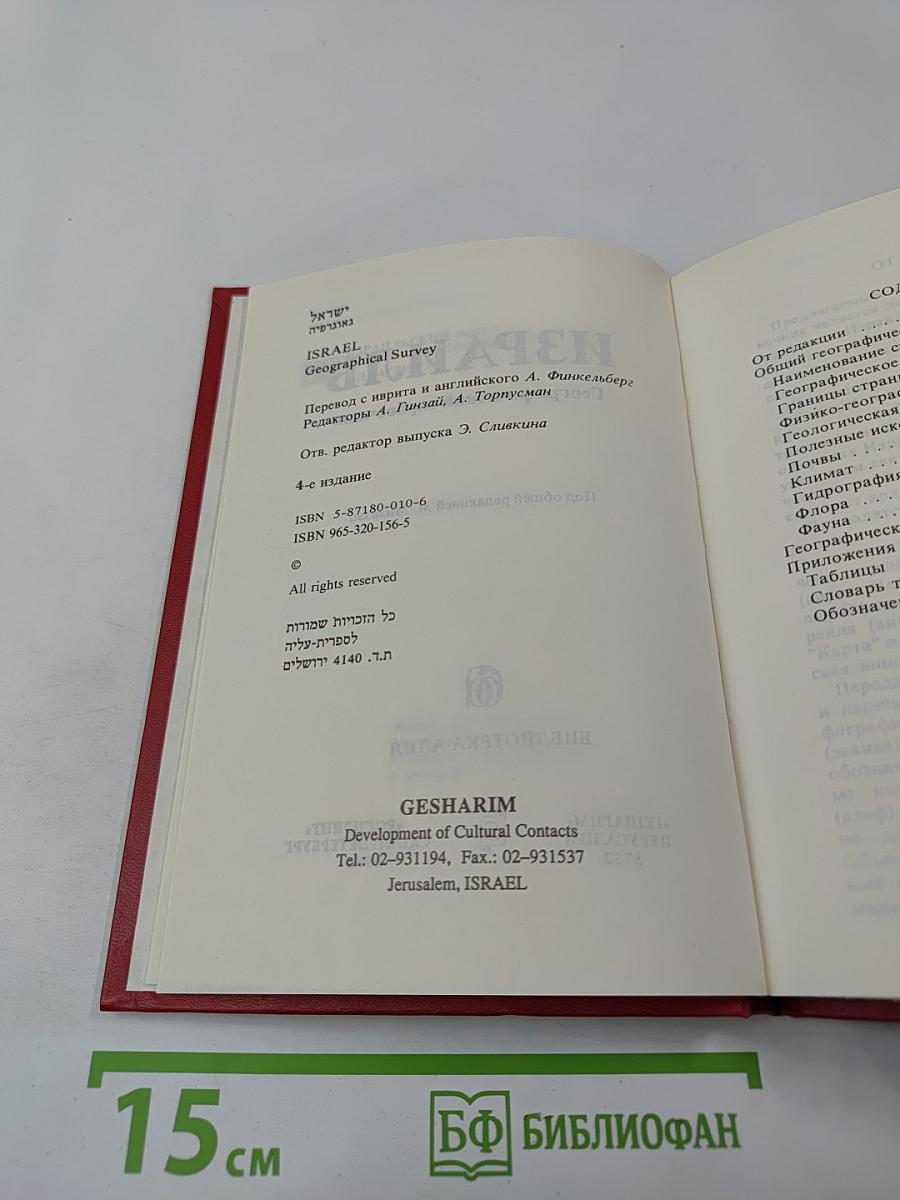 ישראל
גאוגרפיה
ISRAEL
Geographical Survey
Перевод с иврита и английского А. Финкельберг
Редакторы А. Гинзай, А. Торпусман
Отв. редактор выпуска Э. Сливкина
4-е издание
ISBN 5-87180-010-6
ISBN 965-320-156-5
©
All rights reserved
כל הזכויות שמורות
לספרית-עליה
ת.ד. 4140 ירושלים
GESHARIM
Development of Cultural Contacts
Tel.: 02–931194, Fax.: 02–931537
Jerusalem, ISRAEL
СОД
От редакции . . . .
Общий географиче
Наименование ст
Географическое
Границы стран
Физико-геогра
Геологическая
Полезные иск
Почвы . . . .
Климат . . .
Гидрография
Флора . . .
Фауна . . .
Географическ
Приложения
Таблицы
Словарь т
Обозначе
15 см
БФ БИБЛИОФАН